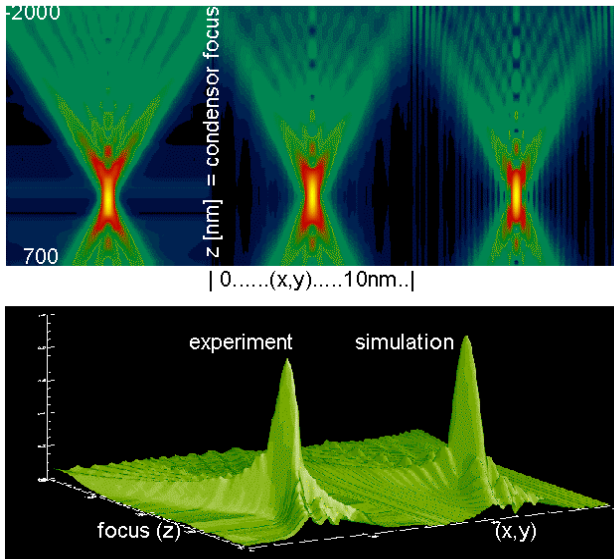 -2000
z [nm] = condensor focus
700
| 0......(x,y).....10nm..|
experiment simulation
focus (z) (x,y)